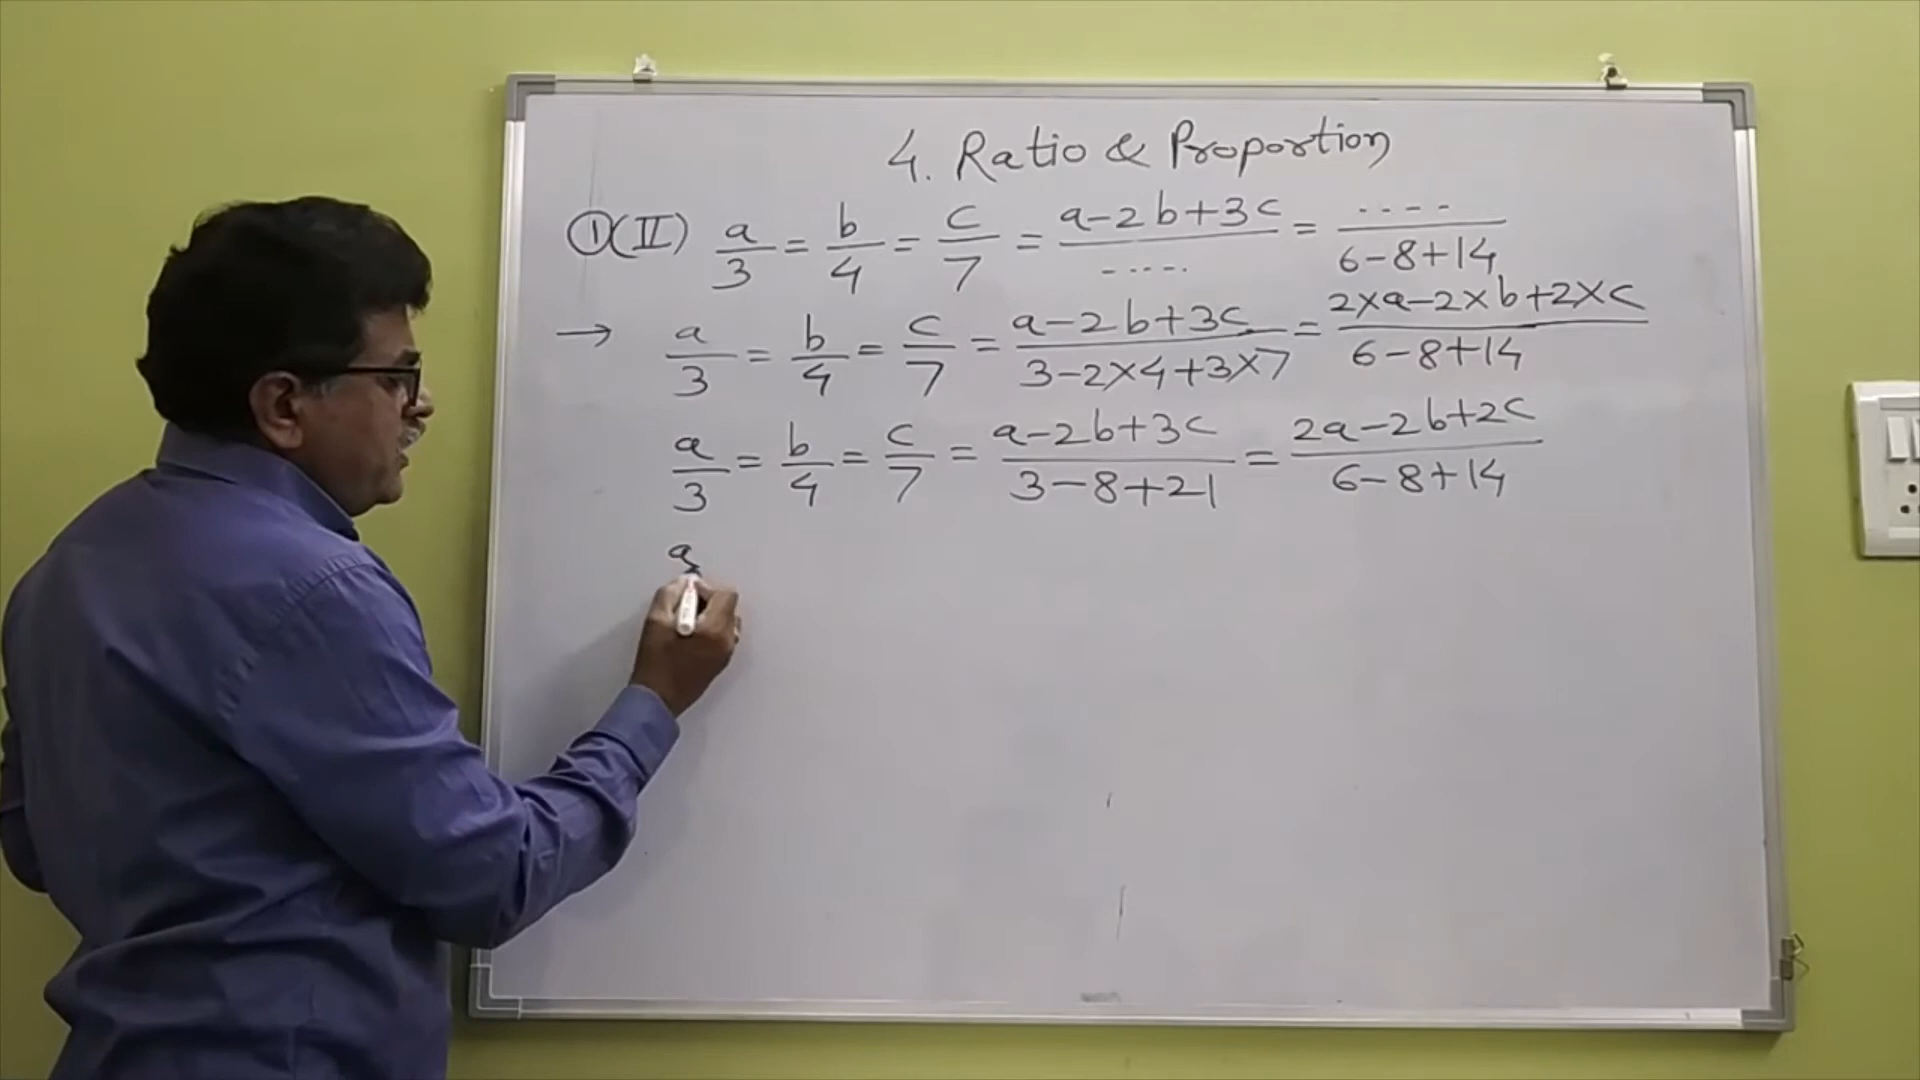 4. Ratio & Proportion
①(II) a/3 = b/4 = c/7 = a-2b+3c/..... = ..../6-8+14
→ a/3 = b/4 = c/7 = a-2b+3c/3-2×4+3×7 = 2×a-2×b+2×c/6-8+14
a/3 = b/4 = c/7 = a-2b+3c/3-8+21 = 2a-2b+2c/6-8+14
a